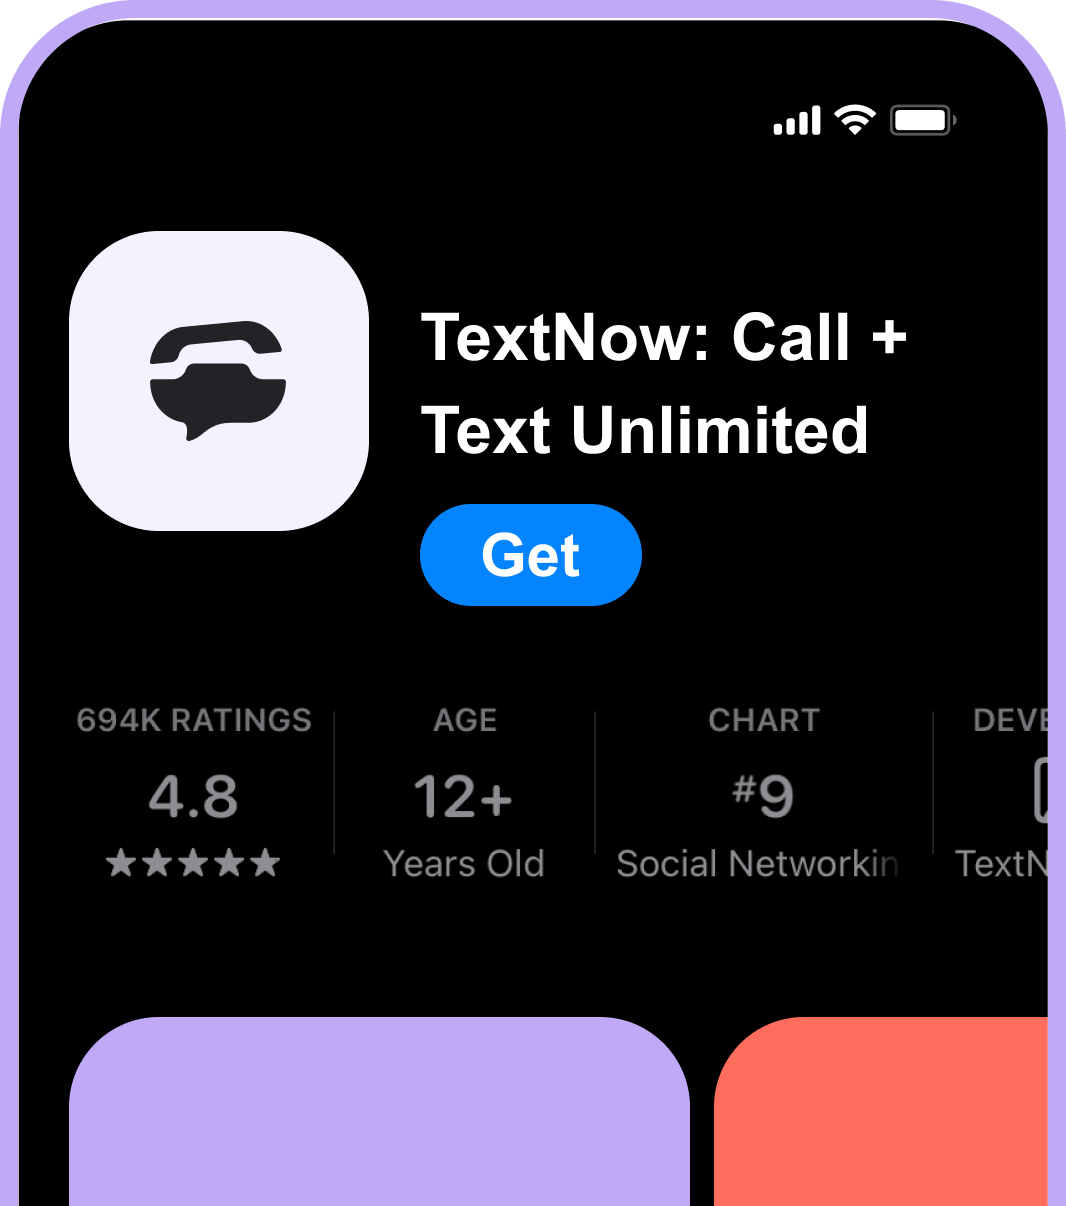 TextNow: Call +
Text Unlimited
Get
694K RATINGS
4.8
AGE
12+
Years Old
CHART
#9
Social Networkin
DEVE
TextN